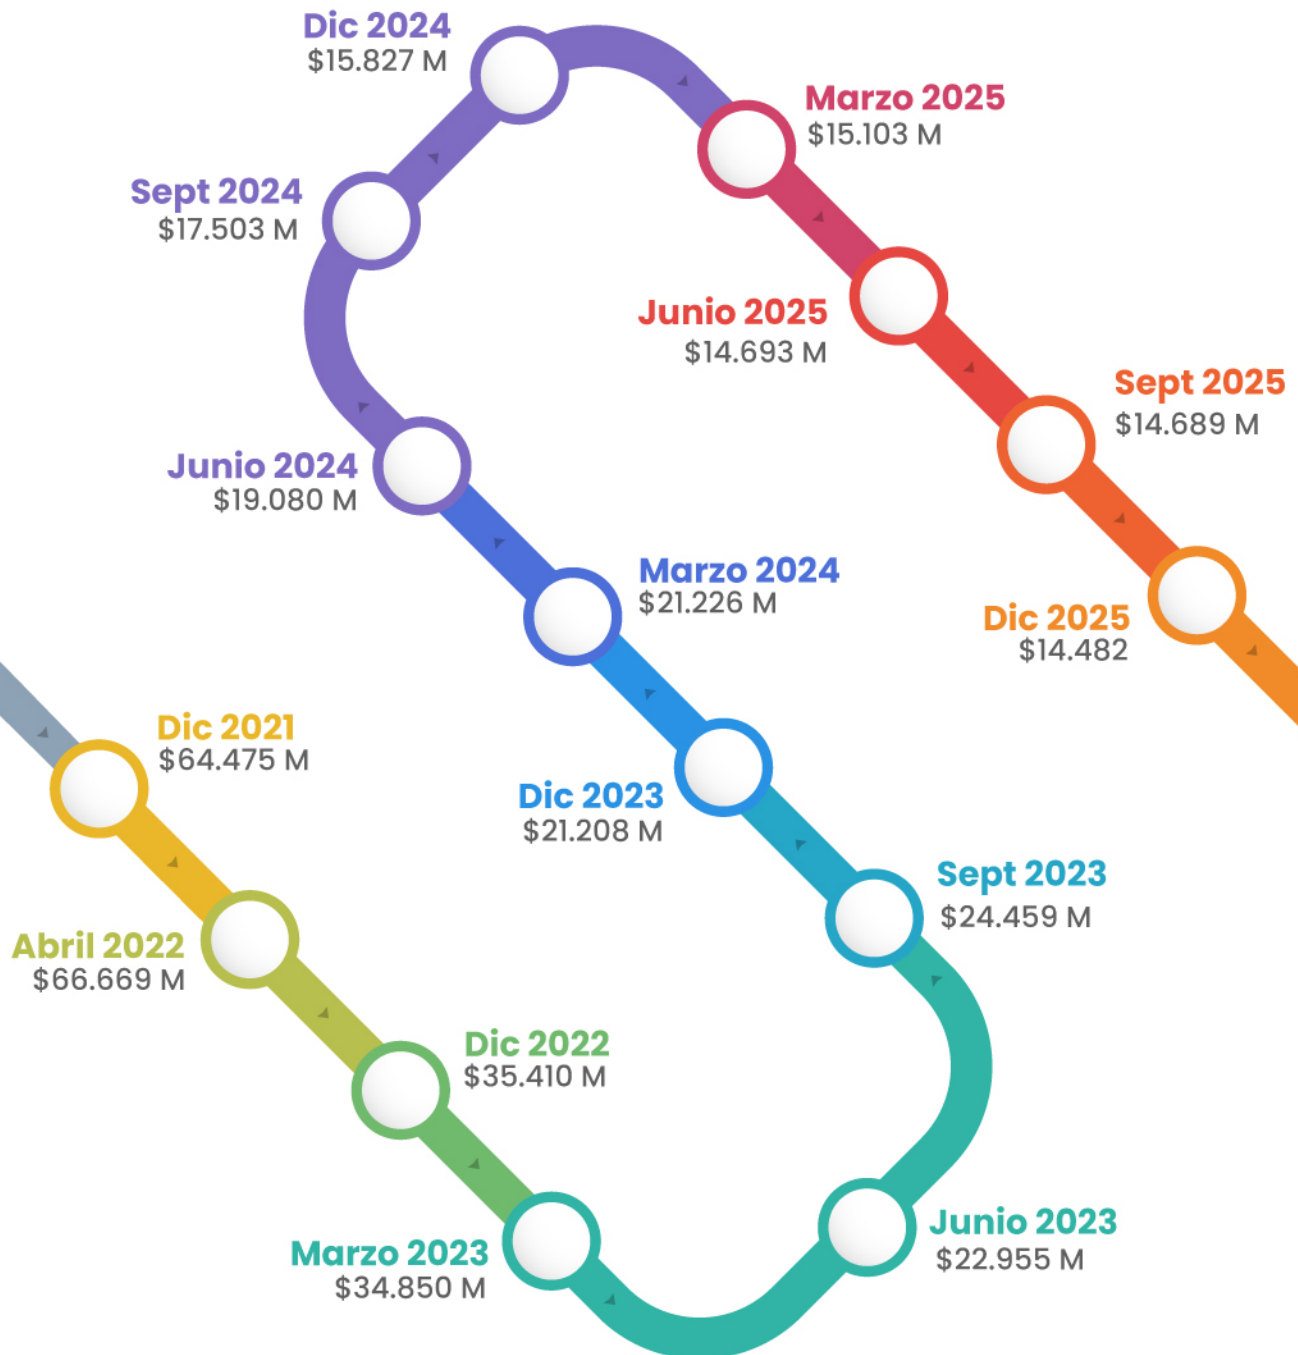 Dic 2024
$15.827 M
Marzo 2025
$15.103 M
Sept 2024
$17.503 M
Junio 2025
$14.693 M
Sept 2025
$14.689 M
Junio 2024
$19.080 M
Marzo 2024
$21.226 M
Dic 2025
$14.482
Dic 2021
$64.475 M
Dic 2023
$21.208 M
Sept 2023
$24.459 M
Abril 2022
$66.669 M
Dic 2022
$35.410 M
Junio 2023
$22.955 M
Marzo 2023
$34.850 M